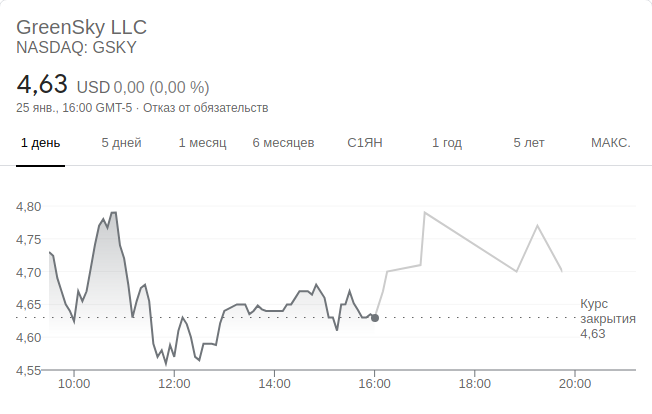 GreenSky LLC
NASDAQ: GSKY
4,63 USD 0,00 (0,00 %)
25 янв., 16:00 GMT-5 · Отказ от обязательств
1 день 5 дней 1 месяц 6 месяцев С1ЯН 1 год 5 лет МАКС.
4,80
4,75
4,70
4,65
4,60
4,55
Курс
закрытия
4,63
10:00 12:00 14:00 16:00 18:00 20:00